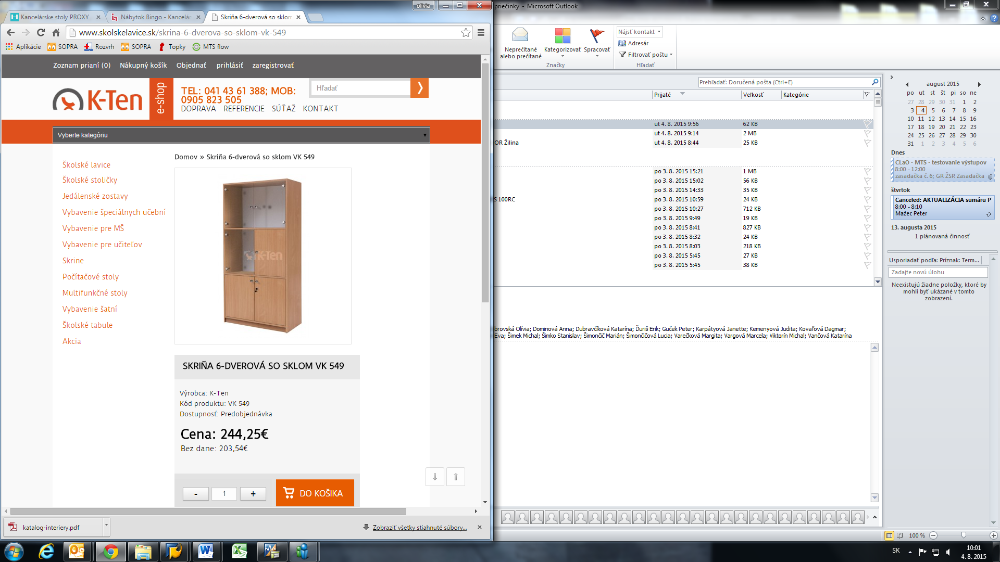 olivia
Kancelárske stoly PROXY
Nábytok Bingo - Kancelár
Skriňa 6-dverová so sklom
www.skolskelavice.sk/skrina-6-dverova-so-sklom-vk-549
Aplikácie
SOPRA
Rozvrh
SOPRA
Topky
MTS flow
Zoznam prianí (0)
Nákupný košík
Objednať
prihlásiť
zaregistrovať
K-Ten
e-shop
TEL: 041 43 61 388; MOB:
0905 823 505
Hľadať
DOPRAVA
REFERENCIE
SÚŤAŽ
KONTAKT
Vyberte kategóriu
Školské lavice
Školské stoličky
Jedálenské zostavy
Vybavenie špeciálnych učební
Vybavenie pre MŠ
Vybavenie pre učiteľov
Skrine
Počítačové stoly
Multifunkčné stoly
Vybavenie šatní
Školské tabule
Akcia
Domov » Skriňa 6-dverová so sklom VK 549
K-Ten
SKRIŇA 6-DVEROVÁ SO SKLOM VK 549
Výrobca: K-Ten
Kód produktu: VK 549
Dostupnosť: Predobjednávka
Cena: 244,25€
Bez dane: 203,54€
- 1 +
DO KOŠIKA
katalog-interiery.pdf
Zobraziť všetky stiahnuté súbory...
priečinky - Microsoft Outlook
Neprečítané
alebo prečítané
Kategorizovať
Spracovať
Značky
Nájsť kontakt
Adresár
Filtrovať poštu
Hľadať
Prehľadať: Doručená pošta (Ctrl+E)
Prijaté
Veľkosť
Kategórie
ut 4. 8. 2015 9:56 62 KB
ut 4. 8. 2015 9:14 2 MB
OR Žilina ut 4. 8. 2015 8:44 25 KB
po 3. 8. 2015 15:21 1 MB
po 3. 8. 2015 15:02 56 KB
po 3. 8. 2015 14:33 35 KB
S 100RC po 3. 8. 2015 10:59 24 KB
po 3. 8. 2015 10:27 712 KB
po 3. 8. 2015 9:49 19 KB
po 3. 8. 2015 8:41 827 KB
po 3. 8. 2015 8:32 24 KB
po 3. 8. 2015 8:03 218 KB
po 3. 8. 2015 5:45 27 KB
po 3. 8. 2015 5:45 38 KB
brovská Olívia; Dominová Anna; Dubravčíková Katarína; Ďuriš Erik; Guček Peter; Karpátyová Janette; Kemenyová Judita; Kovaľová Dagmar;
Eva; Šimek Michal; Šimko Stanislav; Šimončič Marián; Šimončičová Lucia; Varečková Margita; Vargová Marcela; Viktorín Michal; Vančová Katarína
august 2015
po ut st št pi so ne
27 28 29 30 31 1 2
3 4 5 6 7 8 9
10 11 12 13 14 15 16
17 18 19 20 21 22 23
24 25 26 27 28 29 30
31 1 2 3 4 5 6
Dnes
CLaO - MTS - testovanie výstupov
8:00 - 12:00
zasadačka č. 6; GR ŽSR Zasadačka
štvrtok
Canceled: AKTUALIZÁCIA sumáru P
8:00 - 8:10
Mažec Peter
13. augusta 2015
1 plánovaná činnosť
Usporiadať podľa: Príznak: Term...
Zadajte novú úlohu
Neexistujú žiadne položky, ktoré by
mohli byť ukázané v tomto
zobrazení.
100 %
SK
10:01
4. 8. 2015